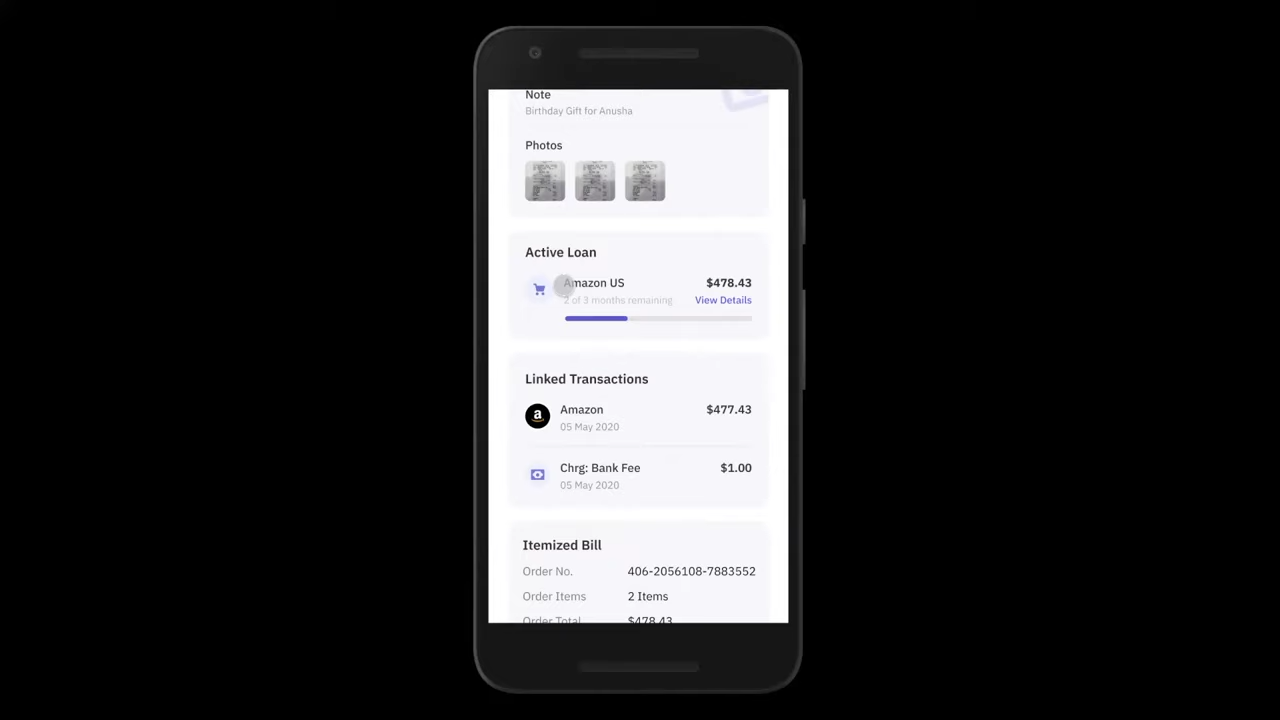 Note
Birthday Gift for Anusha
Photos
Active Loan
Amazon US $478.43
2 of 3 months remaining View Details
Linked Transactions
a Amazon $477.43
05 May 2020
Chrg: Bank Fee $1.00
05 May 2020
Itemized Bill
Order No. 406-2056108-7883552
Order Items 2 Items
Order Total $478.43